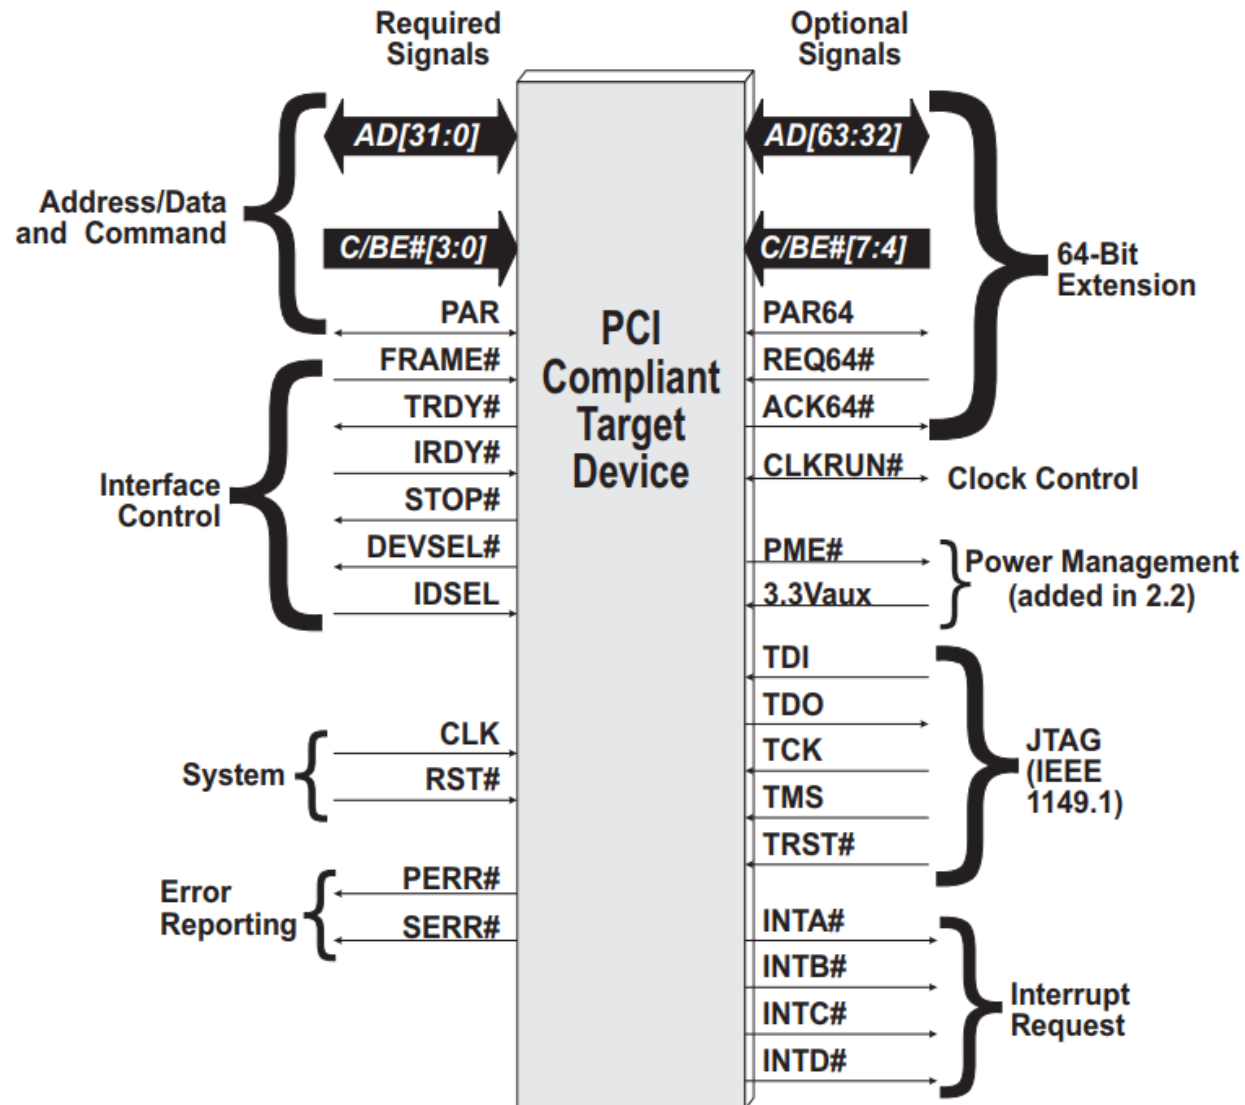 Required
Signals
Optional
Signals
AD[31:0]
C/BE#[3:0]
PAR
Address/Data
and Command
FRAME#
TRDY#
IRDY#
STOP#
DEVSEL#
IDSEL
Interface
Control
CLK
RST#
System
PERR#
SERR#
Error
Reporting
PCI
Compliant
Target
Device
AD[63:32]
C/BE#[7:4]
PAR64
REQ64#
ACK64#
64-Bit
Extension
CLKRUN#
Clock Control
PME#
3.3Vaux
Power Management
(added in 2.2)
TDI
TDO
TCK
TMS
TRST#
JTAG
(IEEE
1149.1)
INTA#
INTB#
INTC#
INTD#
Interrupt
Request